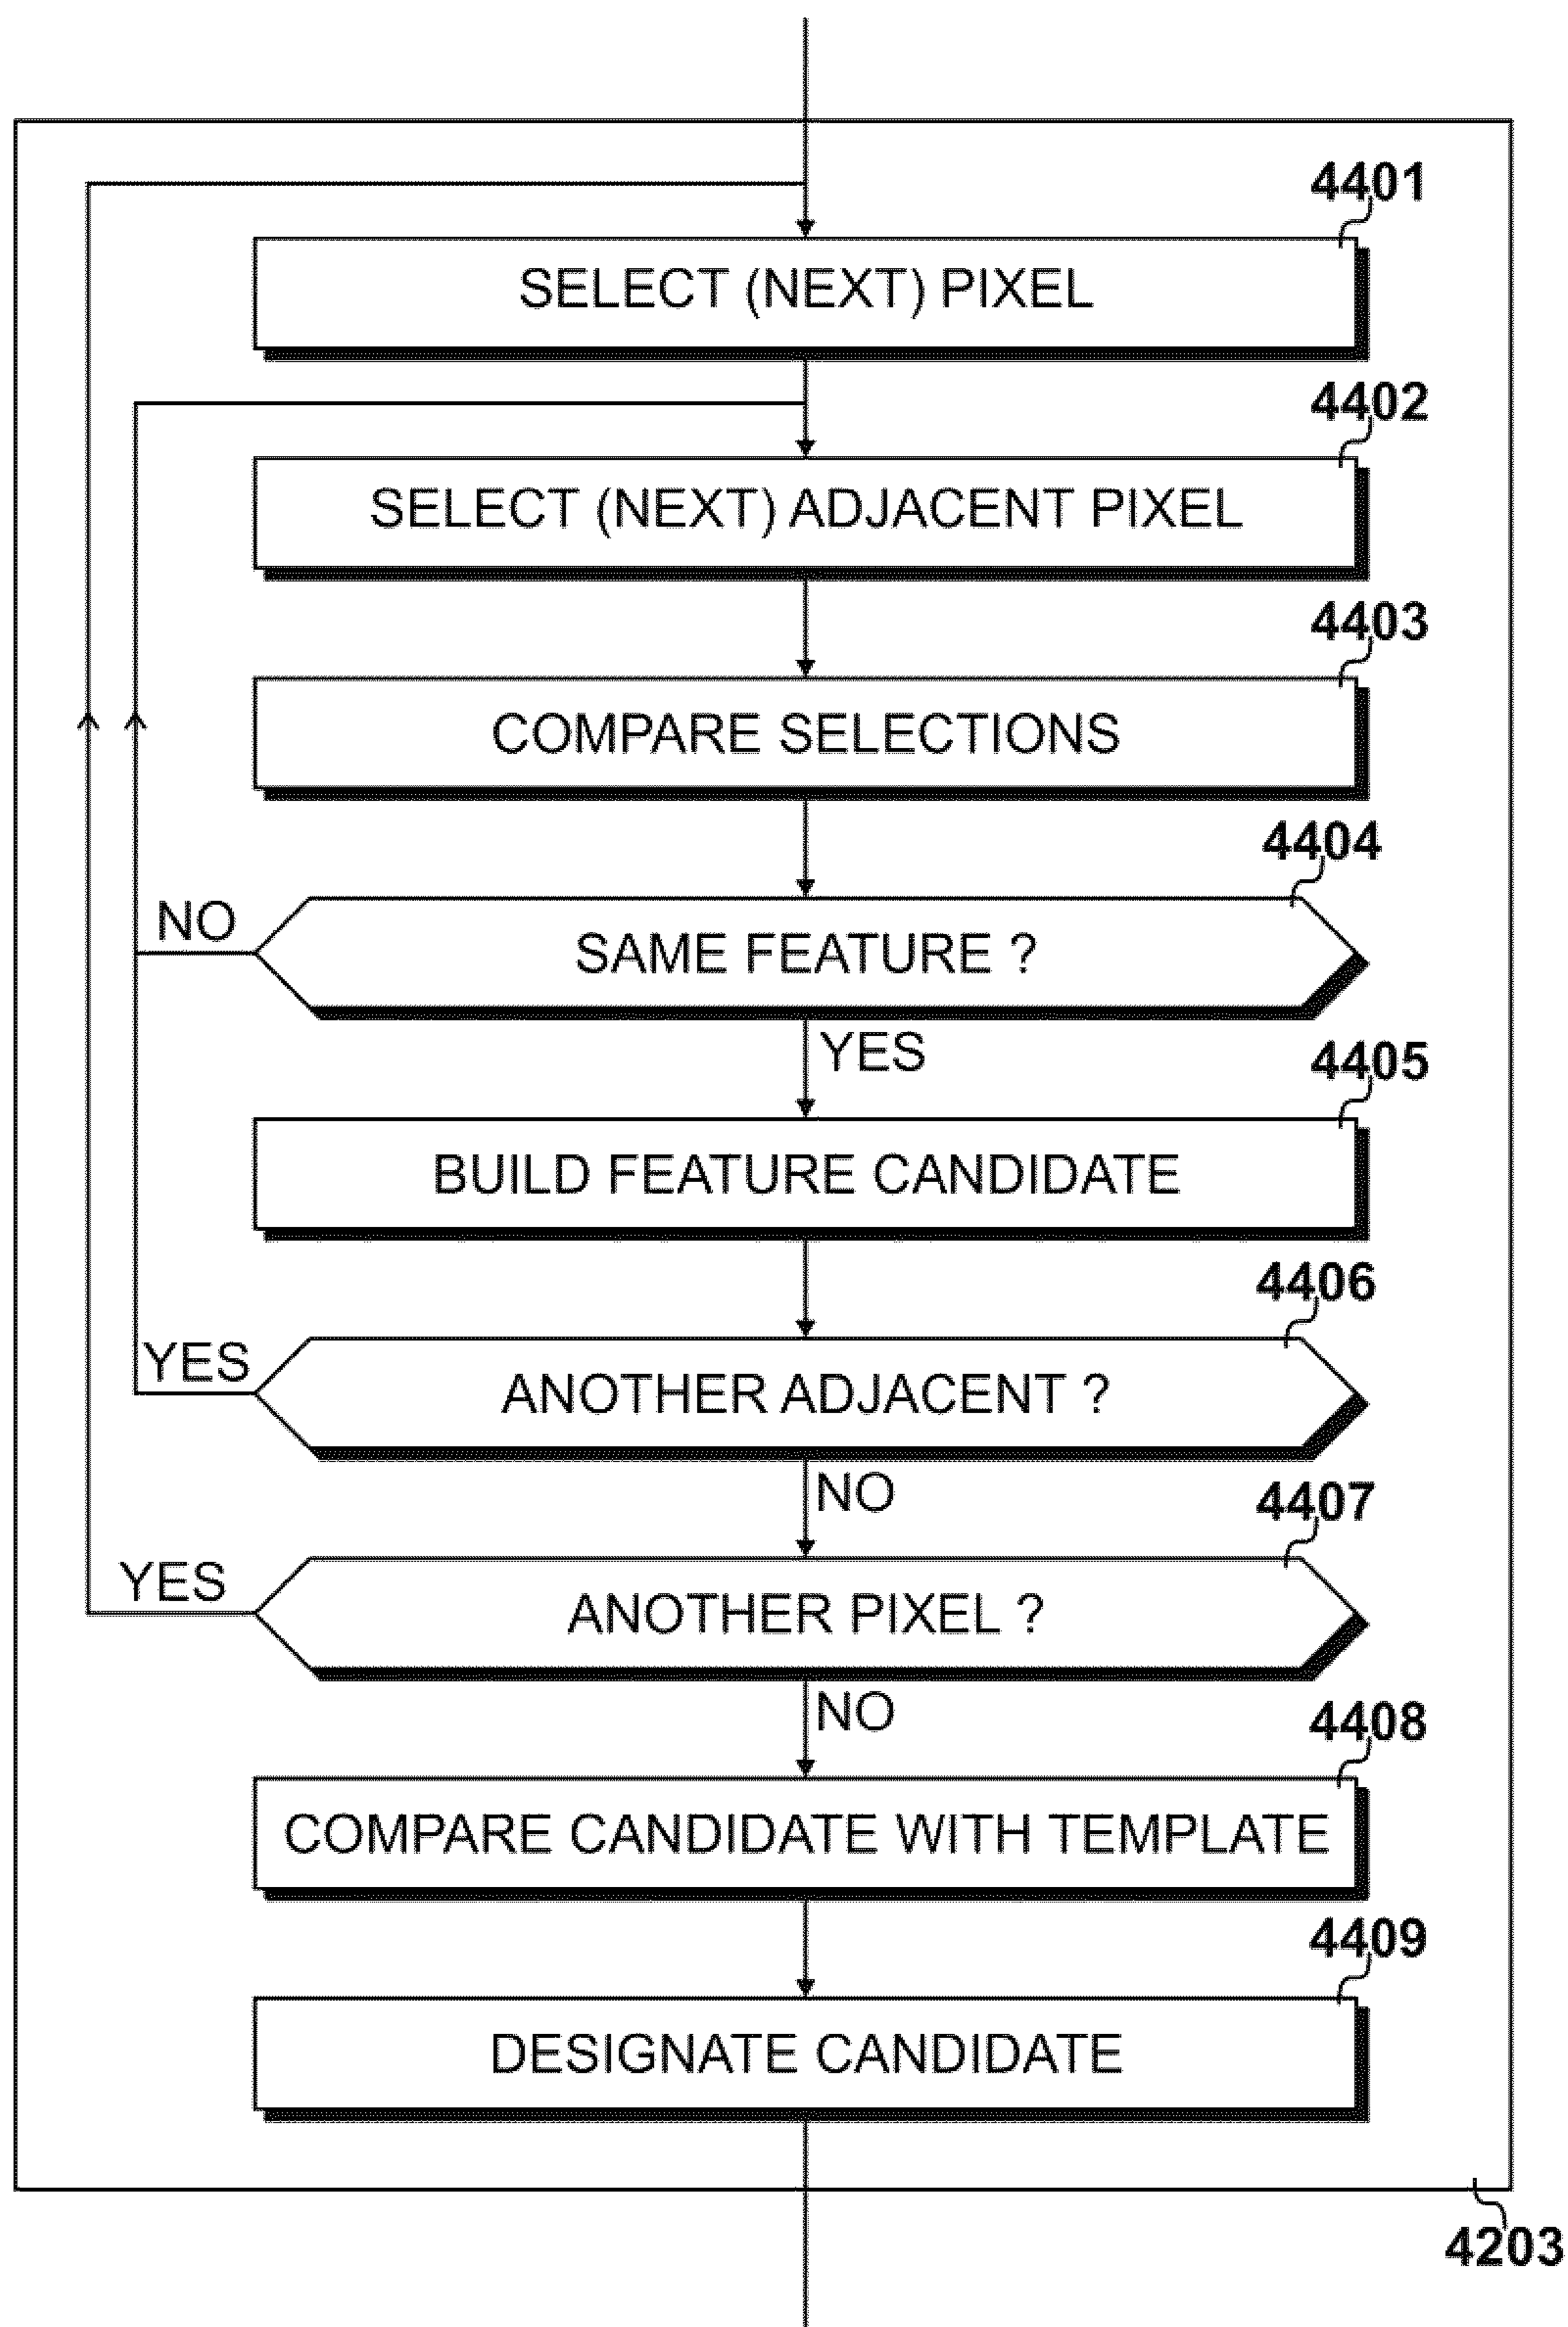 4401
SELECT (NEXT) PIXEL
4402
SELECT (NEXT) ADJACENT PIXEL
4403
COMPARE SELECTIONS
4404
NO
SAME FEATURE ?
YES
4405
BUILD FEATURE CANDIDATE
4406
YES
ANOTHER ADJACENT ?
NO
4407
YES
ANOTHER PIXEL ?
NO
4408
COMPARE CANDIDATE WITH TEMPLATE
4409
DESIGNATE CANDIDATE
4203